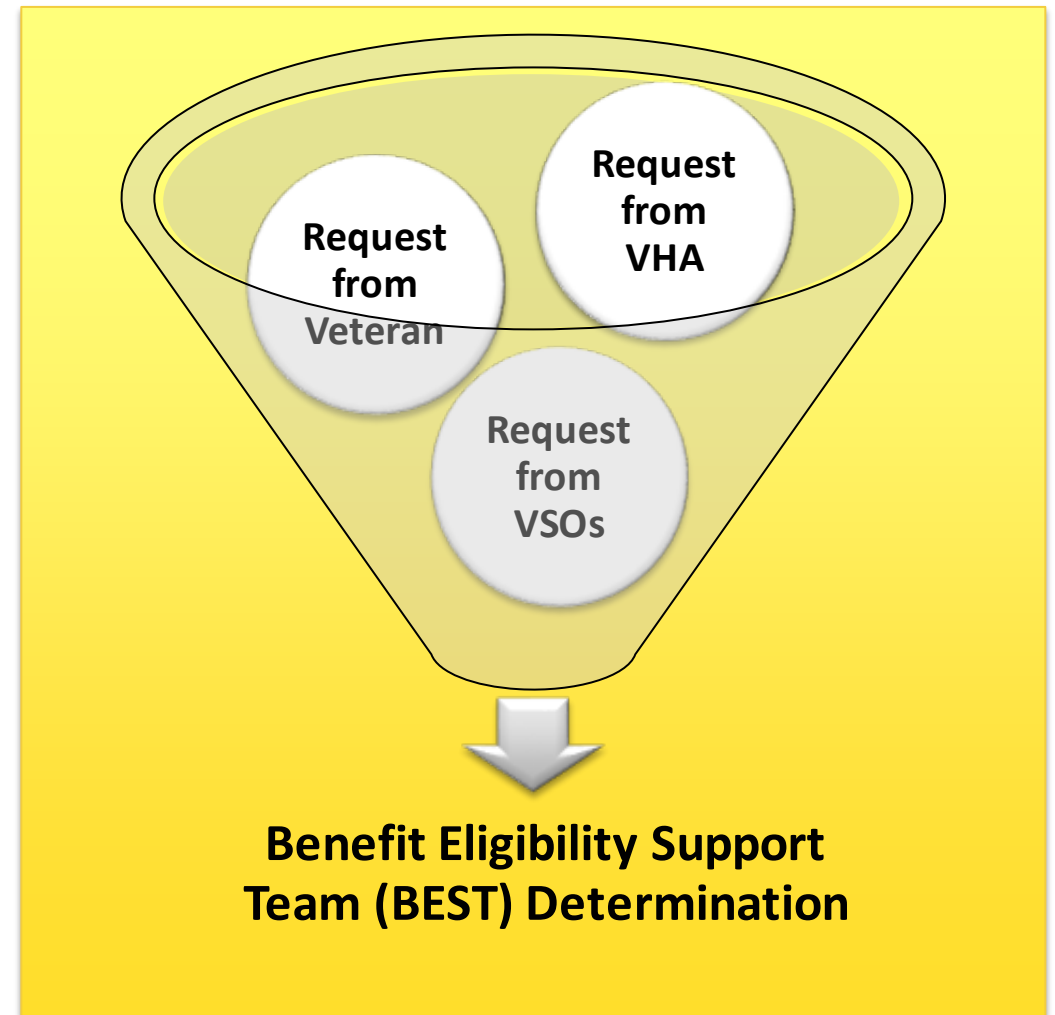 Request
from
VHA
Request
from
Veteran
Request
from
VSOs
Benefit Eligibility Support
Team (BEST) Determination